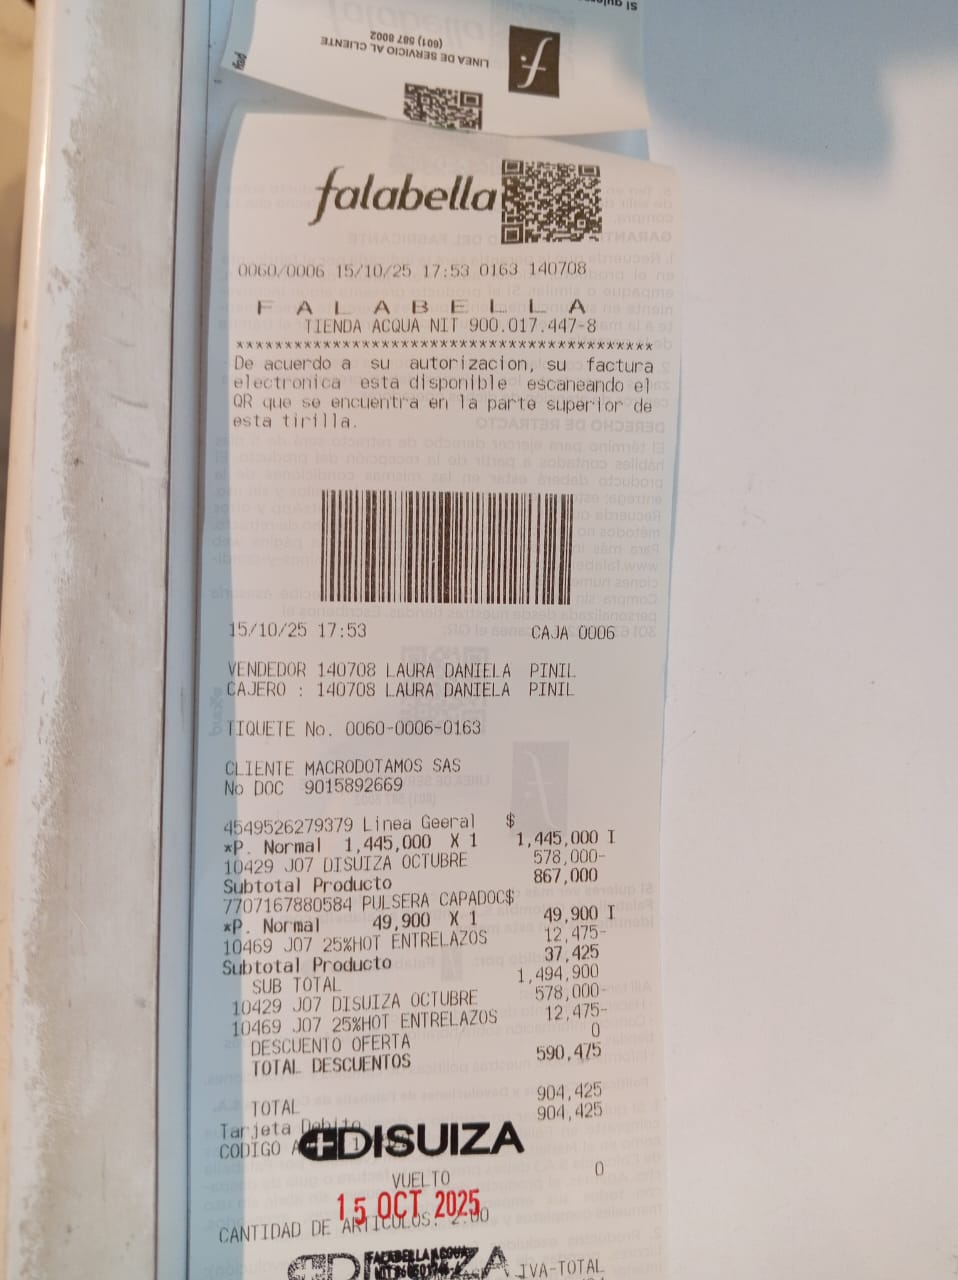 LINEA DE SERVICIO AL CLIENTE
(601) 587 8002
falabella
0060/0006 15/10/25 17:53 0163 140708
F A L A B E L L A
TIENDA ACQUA NIT 900.017.447-8
******************************************
De acuerdo a su autorizacion, su factura
electronica esta disponible escaneando el
QR que se encuentra en la parte superior de
esta tirilla.
15/10/25 17:53 CAJA 0006
VENDEDOR 140708 LAURA DANIELA PINIL
CAJERO : 140708 LAURA DANIELA PINIL
TIQUETE No. 0060-0006-0163
CLIENTE MACRODOTAMOS SAS
No DOC 9015892669
4549526279379 Linea Geeral $
*P. Normal 1,445,000 X 1 1,445,000 I
10429 J07 DISUIZA OCTUBRE 578,000-
Subtotal Producto 867,000
7707167880584 PULSERA CAPADOC$
*P. Normal 49,900 X 1 49,900 I
10469 J07 25%HOT ENTRELAZOS 12,475-
Subtotal Producto 37,425
SUB TOTAL 1,494,900
10429 J07 DISUIZA OCTUBRE 578,000-
10469 J07 25%HOT ENTRELAZOS 12,475-
DESCUENTO OFERTA 0
TOTAL DESCUENTOS 590,475
TOTAL 904,425
Tarjeta Debito 904,425
CODIGO
DISUIZA
VUELTO 0
15 OCT 2025
CANTIDAD DE ARTICULOS: 2.00
FALABELLA ACQUA
IVA-TOTAL